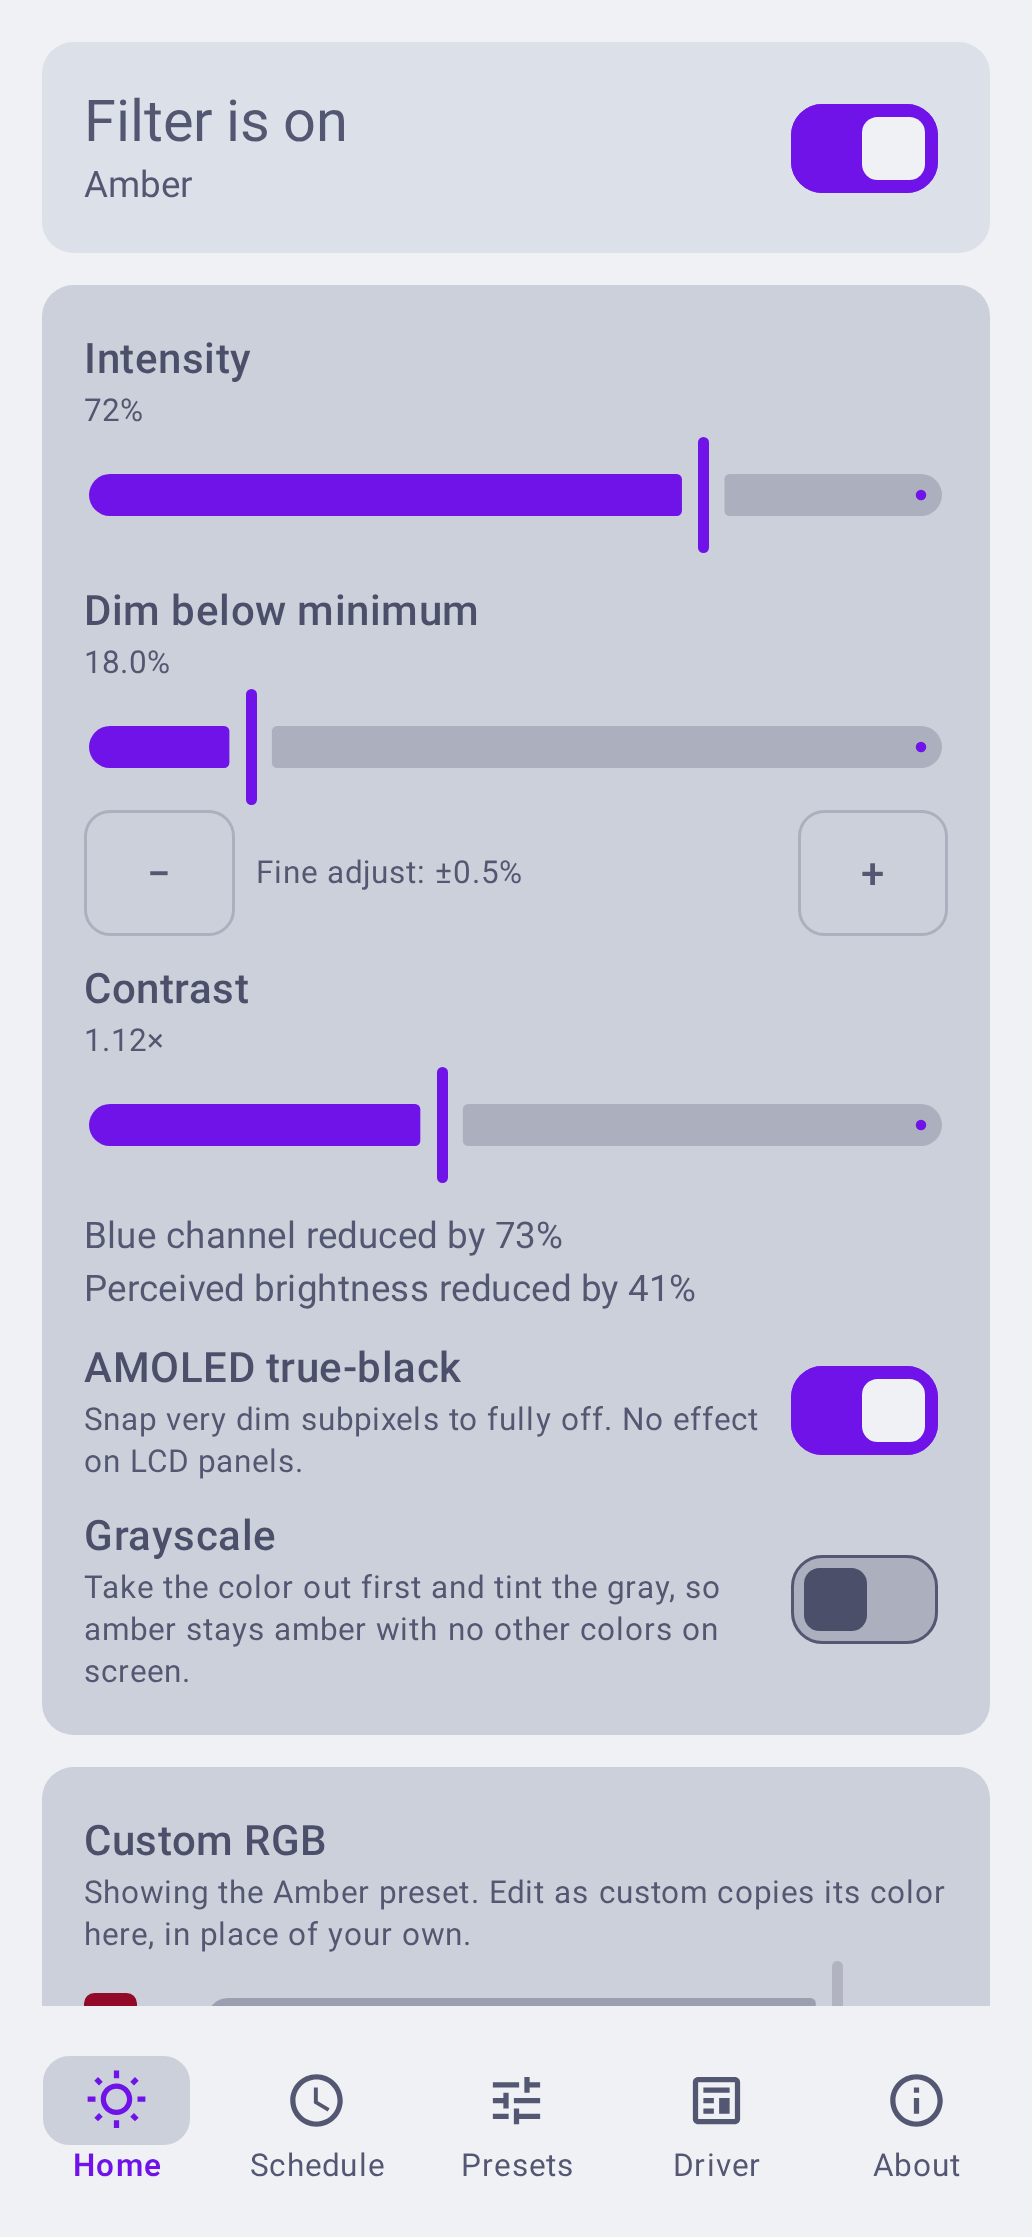 Filter is on
Amber
Intensity
72%
Dim below minimum
18.0%
−
Fine adjust: ±0.5%
+
Contrast
1.12×
Blue channel reduced by 73%
Perceived brightness reduced by 41%
AMOLED true-black
Snap very dim subpixels to fully off. No effect
on LCD panels.
Grayscale
Take the color out first and tint the gray, so
amber stays amber with no other colors on
screen.
Custom RGB
Showing the Amber preset. Edit as custom copies its color
here, in place of your own.
Home
Schedule
Presets
Driver
About